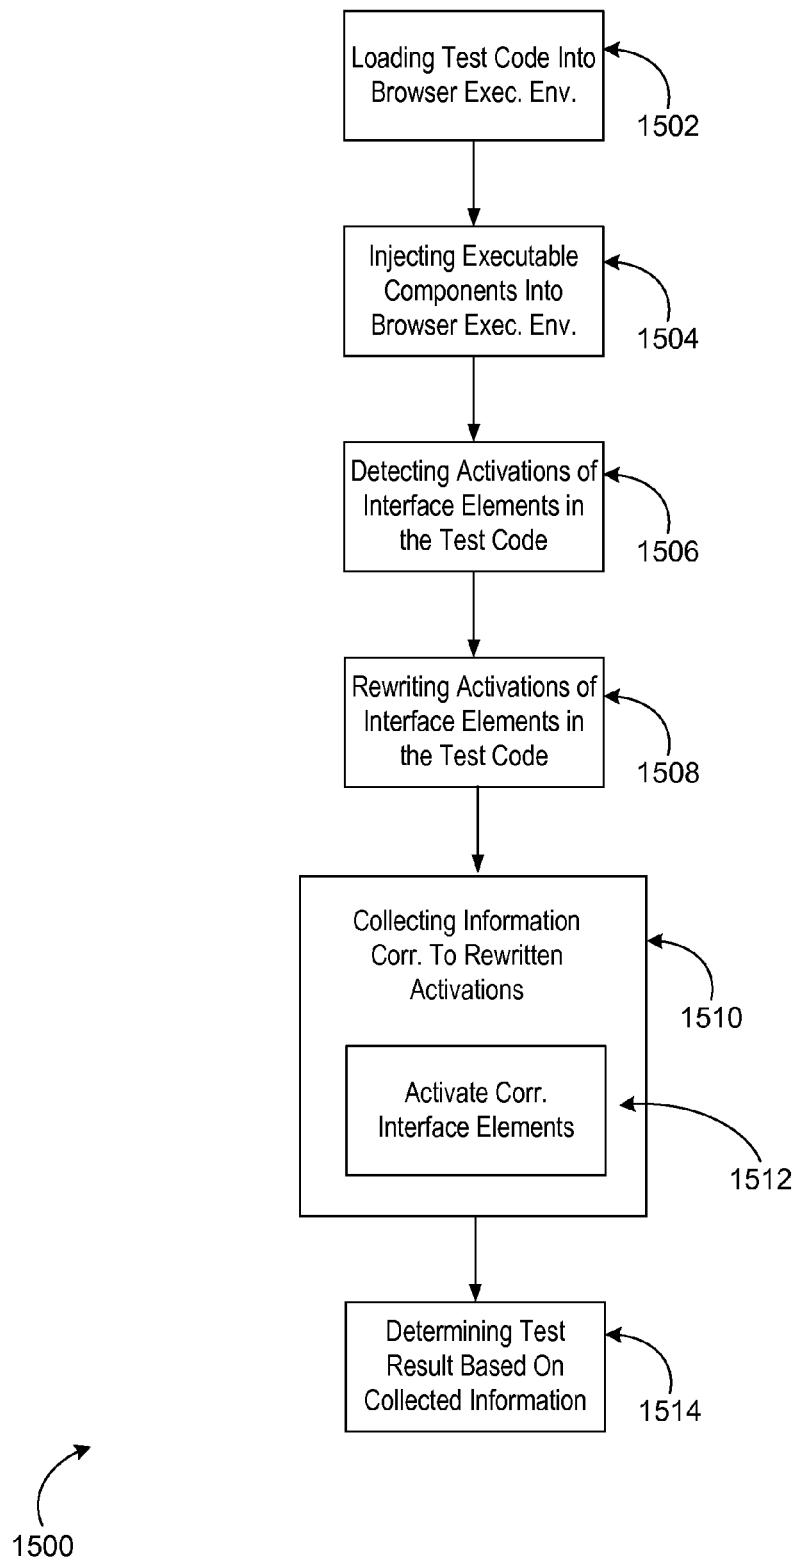 Loading Test Code Into
Browser Exec. Env.
1502
Injecting Executable
Components Into
Browser Exec. Env.
1504
Detecting Activations of
Interface Elements in
the Test Code
1506
Rewriting Activations of
Interface Elements in
the Test Code
1508
Collecting Information
Corr. To Rewritten
Activations
1510
Activate Corr.
Interface Elements
1512
Determining Test
Result Based On
Collected Information
1514
1500